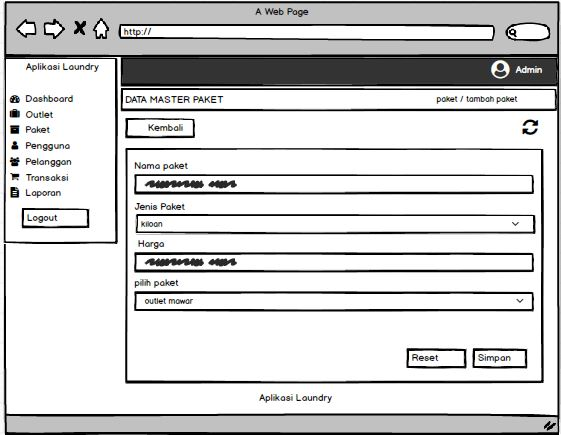 A Web Page
http://
Aplikasi Laundry
Admin
Dashboard
Outlet
Paket
Pengguna
Pelanggan
Transaksi
Laporan
Logout
DATA MASTER PAKET
paket / tambah paket
Kembali
Nama paket
Jenis Paket
kiloan
Harga
pilih paket
outlet mawar
Reset
Simpan
Aplikasi Laundry